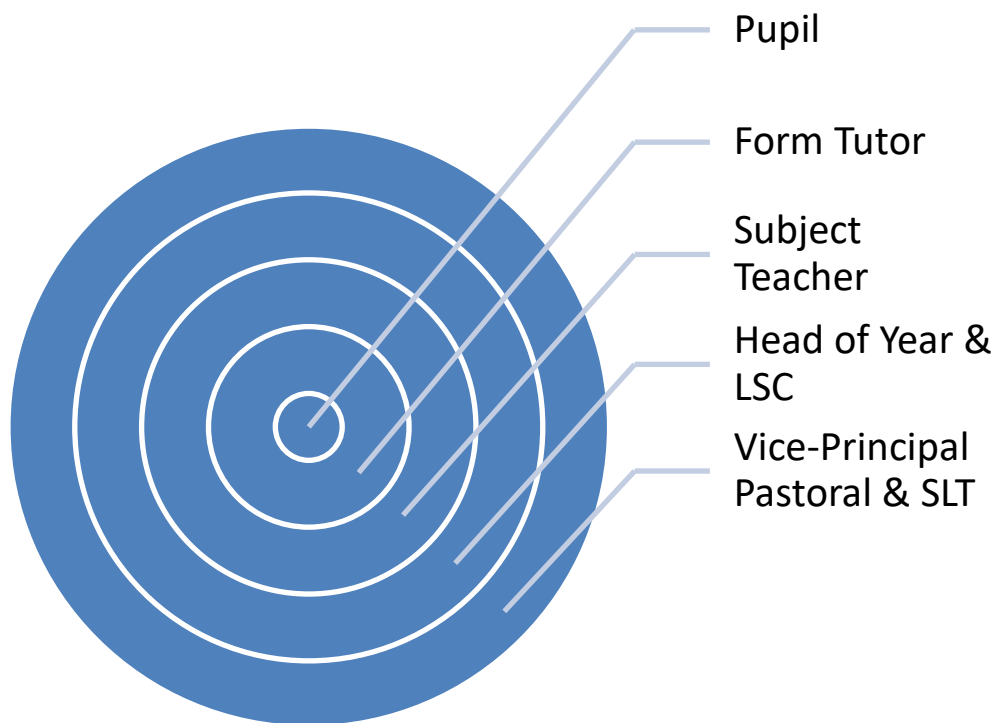 Pupil
Form Tutor
Subject
Teacher
Head of Year &
LSC
Vice-Principal
Pastoral & SLT